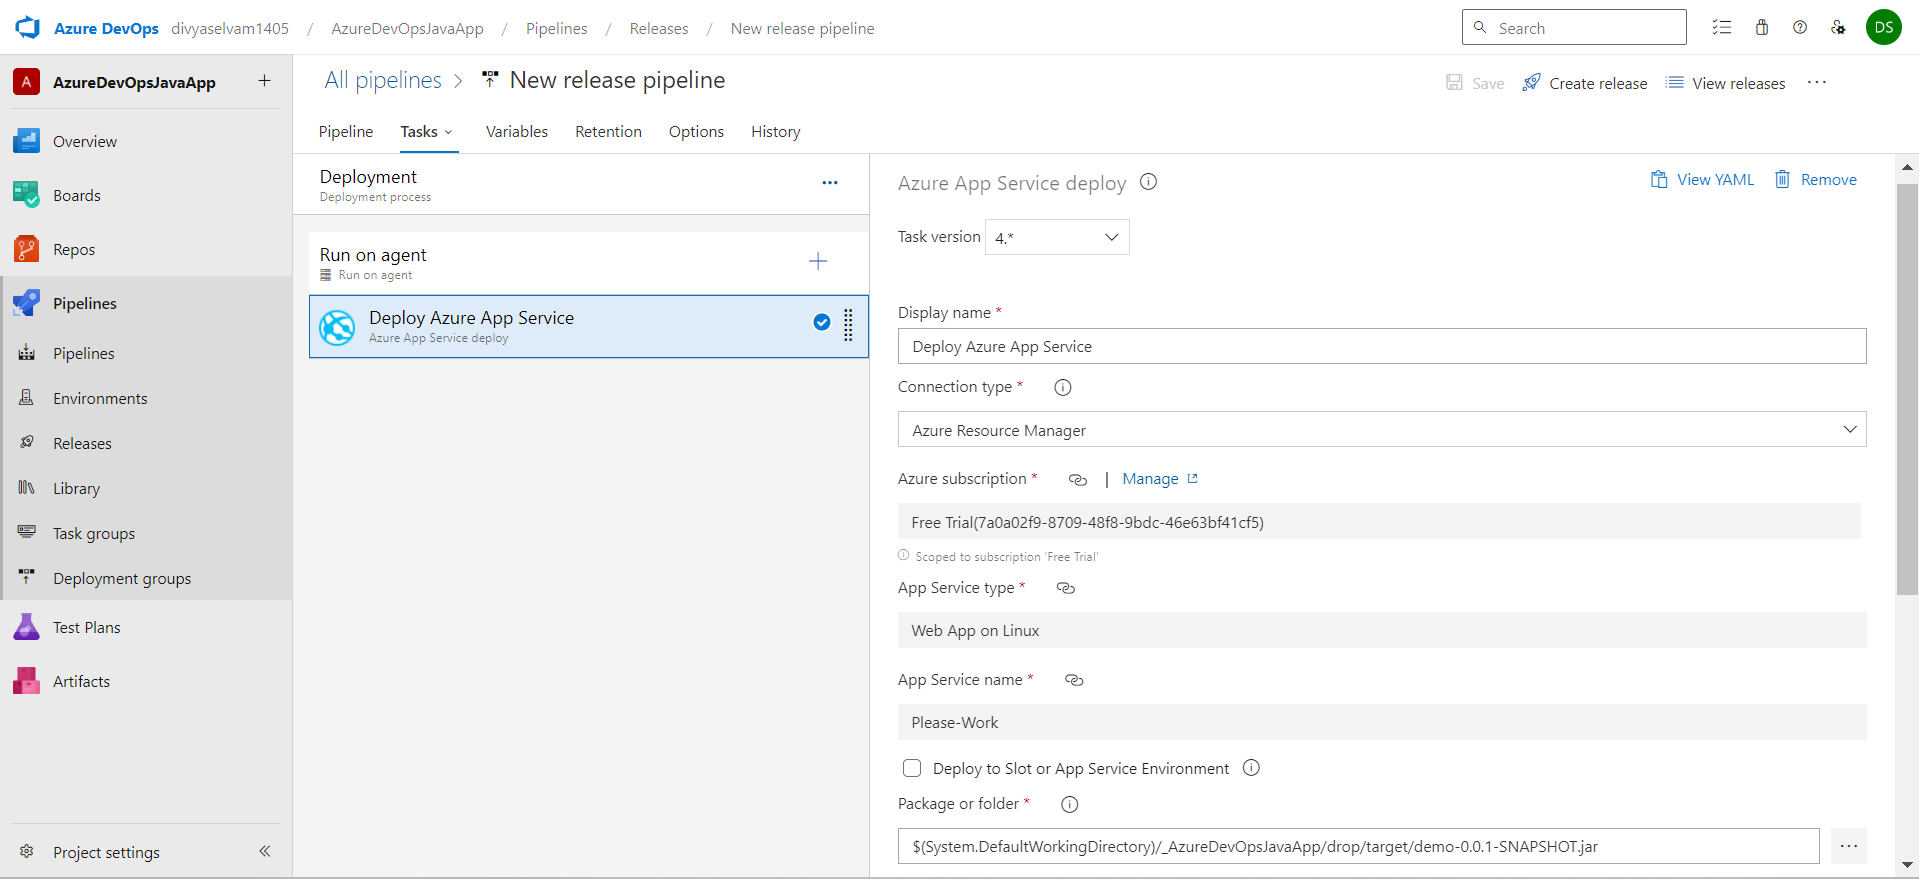 Azure DevOps divyaselvam1405 / AzureDevOpsJavaApp / Pipelines / Releases / New release pipeline
Search
DS
A AzureDevOpsJavaApp +
Overview
Boards
Repos
Pipelines
Pipelines
Environments
Releases
Library
Task groups
Deployment groups
Test Plans
Artifacts
Project settings
All pipelines > New release pipeline
Save Create release View releases ...
Pipeline Tasks Variables Retention Options History
Deployment
Deployment process
Run on agent
Run on agent
Deploy Azure App Service
Azure App Service deploy
Azure App Service deploy
View YAML Remove
Task version 4.*
Display name *
Deploy Azure App Service
Connection type *
Azure Resource Manager
Azure subscription * | Manage
Free Trial(7a0a02f9-8709-48f8-9bdc-46e63bf41cf5)
Scoped to subscription 'Free Trial'
App Service type *
Web App on Linux
App Service name *
Please-Work
Deploy to Slot or App Service Environment
Package or folder *
$(System.DefaultWorkingDirectory)/_AzureDevOpsJavaApp/drop/target/demo-0.0.1-SNAPSHOT.jar